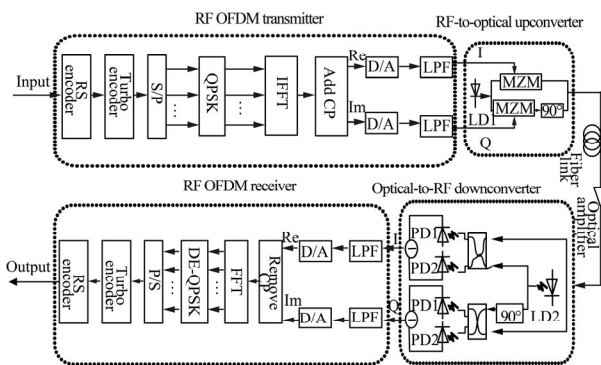 RF OFDM transmitter
RF-to-optical upconverter
Input
RS encoder
Turbo encoder
S/P
QPSK
IFFT
Add CP
Re
D/A
LPF
I
Im
D/A
LPF
Q
LD1
MZM
MZM
90°
Fiber link
Optical amplifier
RF OFDM receiver
Optical-to-RF downconverter
Output
RS encoder
Turbo encoder
P/S
DE-QPSK
FFT
Remove CP
Re
D/A
LPF
I
Im
D/A
LPF
Q
PD1
PD2
PD1
PD2
90°
LD2